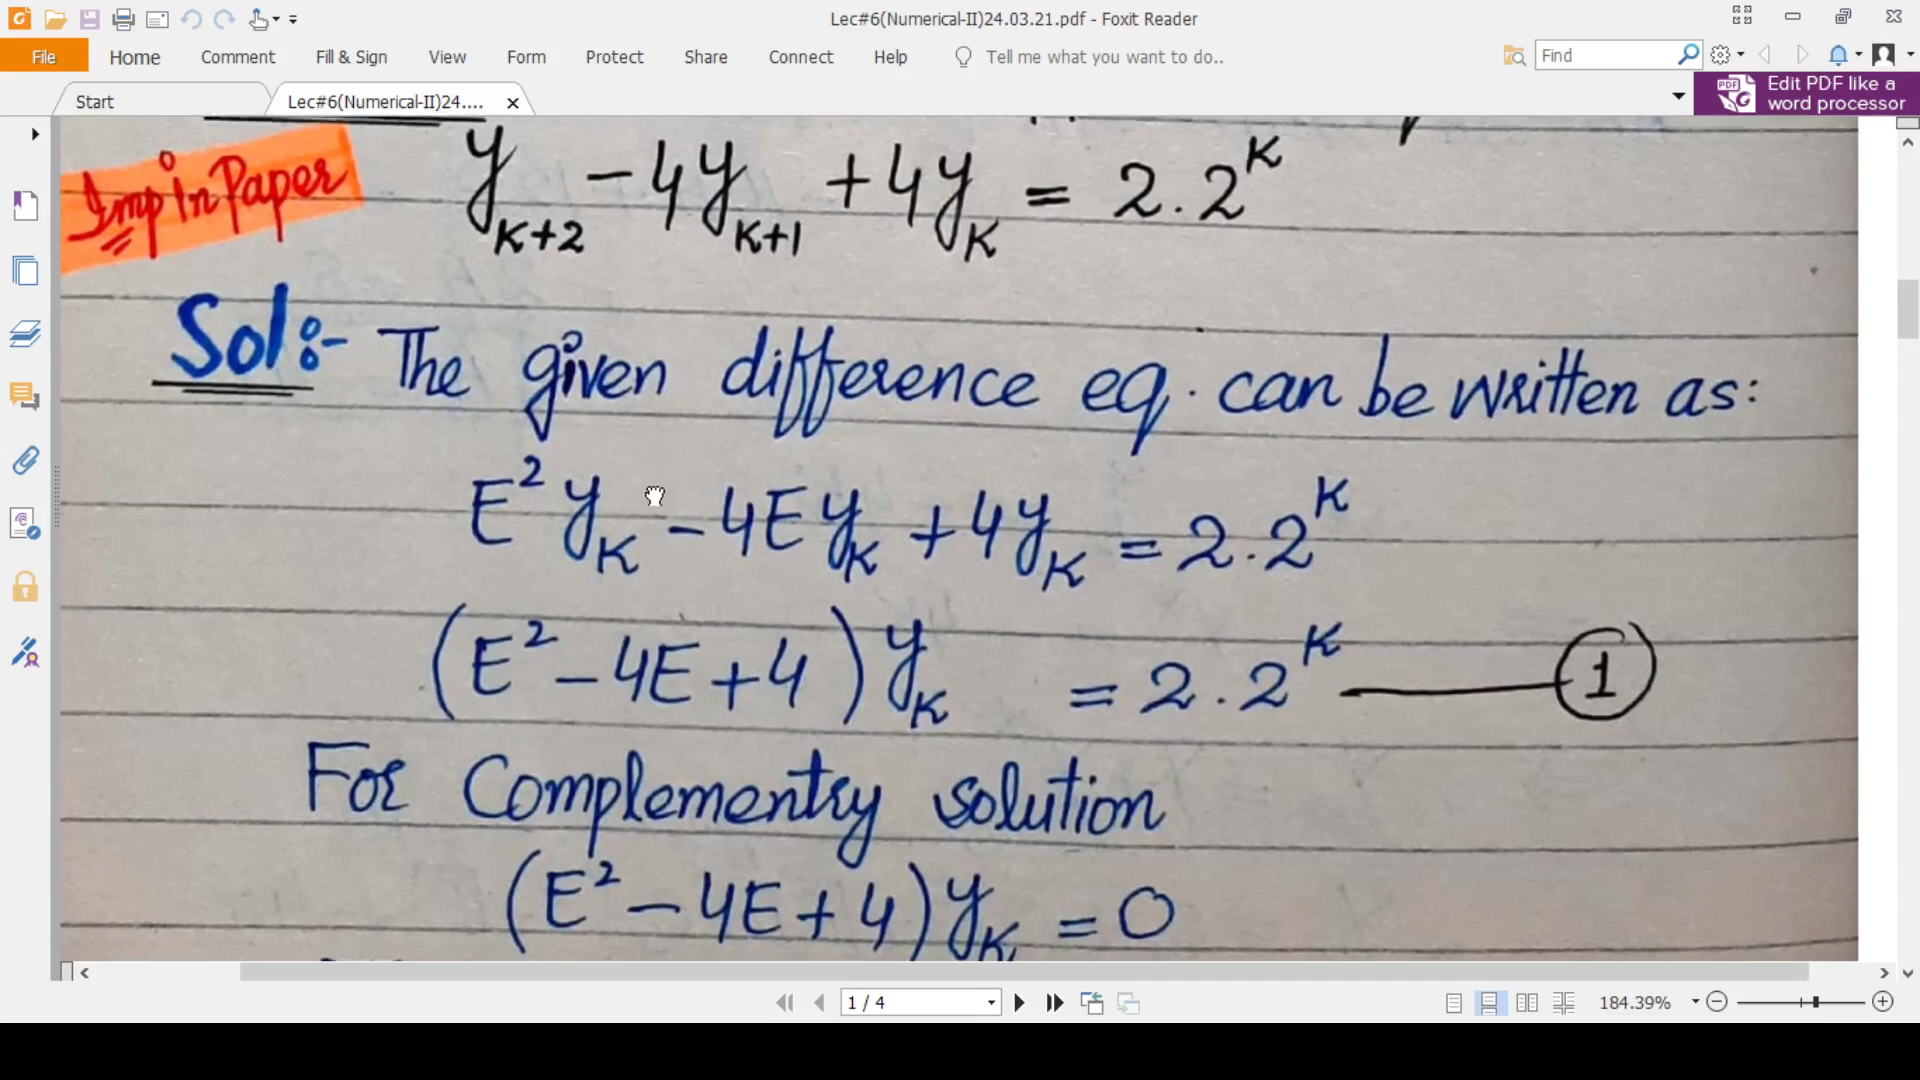 Lec#6(Numerical-II)24.03.21.pdf - Foxit Reader
File Home Comment Fill & Sign View Form Protect Share Connect Help Tell me what you want to do.. Find
Start Lec#6(Numerical-II)24.... Edit PDF like a
word processor
Imp in Paper
y_{K+2} - 4y_{K+1} + 4y_K = 2.2^K
Sol:- The given difference eq. can be written as:
E² y_K - 4E y_K + 4y_K = 2.2^K
(E² - 4E + 4) y_K = 2.2^K —— 1
For Complementry solution
(E² - 4E + 4) y_K = 0
1 / 4 184.39%